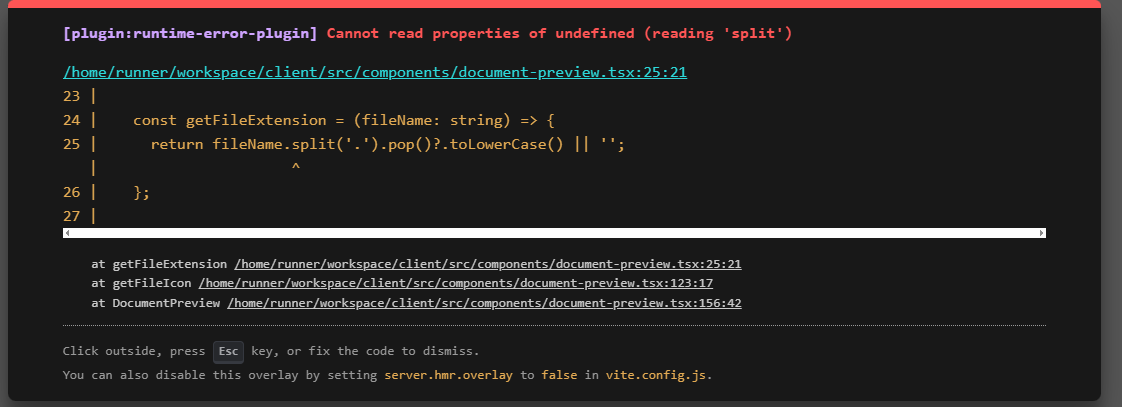 [plugin:runtime-error-plugin] Cannot read properties of undefined (reading 'split')
/home/runner/workspace/client/src/components/document-preview.tsx:25:21
23 |
24 |    const getFileExtension = (fileName: string) => {
25 |      return fileName.split('.').pop()?.toLowerCase() || '';
   |                      ^
26 |    };
27 |
at getFileExtension /home/runner/workspace/client/src/components/document-preview.tsx:25:21
at getFileIcon /home/runner/workspace/client/src/components/document-preview.tsx:123:17
at DocumentPreview /home/runner/workspace/client/src/components/document-preview.tsx:156:42
Click outside, press Esc key, or fix the code to dismiss.
You can also disable this overlay by setting server.hmr.overlay to false in vite.config.js.